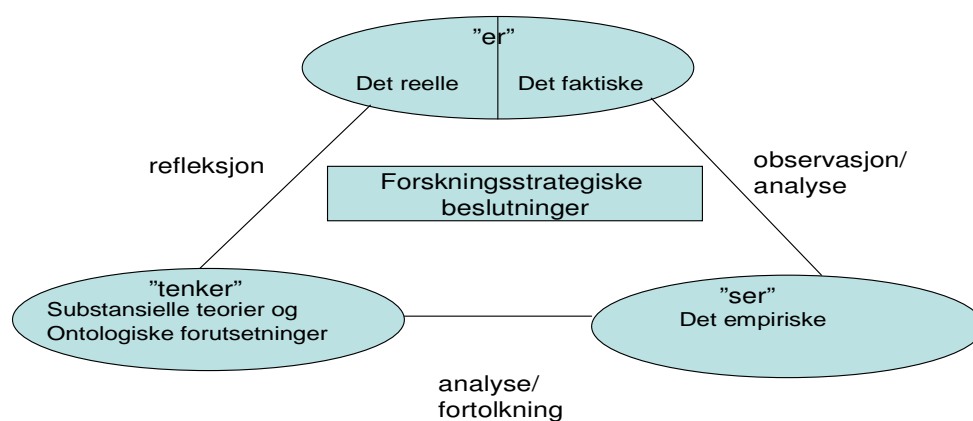 ”er”
Det reelle
Det faktiske
refleksjon
observasjon/
analyse
Forskningsstrategiske
beslutninger
”tenker”
Substansielle teorier og
Ontologiske forutsetninger
”ser”
Det empiriske
analyse/
fortolkning